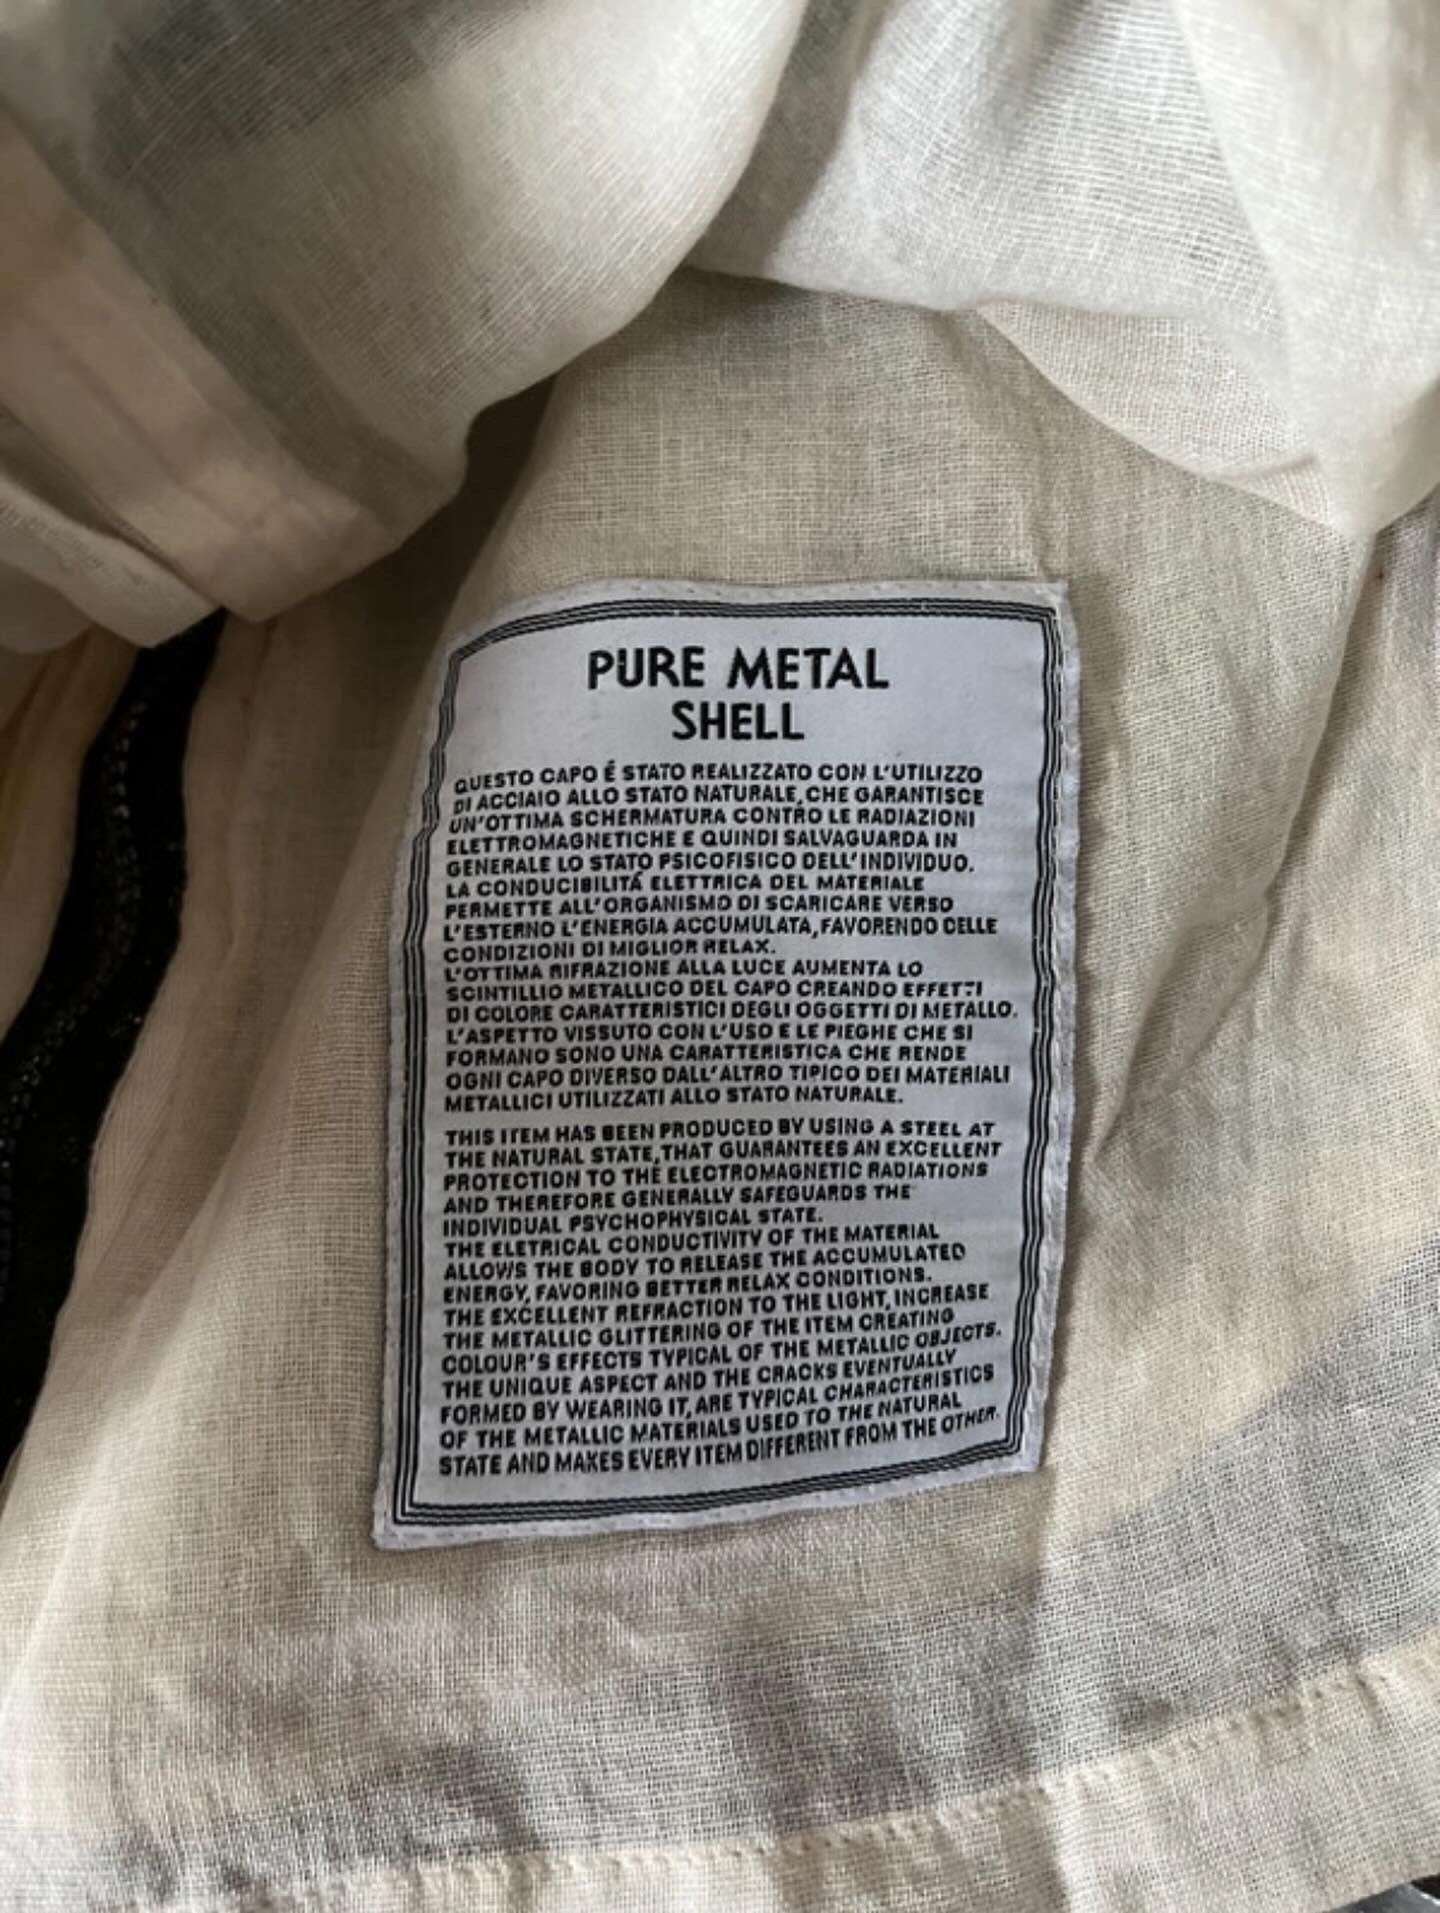 PURE METAL
SHELL
QUESTO CAPO É STATO REALIZZATO CON L'UTILIZZO
DI ACCIAIO ALLO STATO NATURALE, CHE GARANTISCE
UN'OTTIMA SCHERMATURA CONTRO LE RADIAZIONI
ELETTROMAGNETICHE E QUINDI SALVAGUARDA IN
GENERALE LO STATO PSICOFISICO DELL'INDIVIDUO.
LA CONDUCIBILITÁ ELETTRICA DEL MATERIALE
PERMETTE ALL'ORGANISMO DI SCARICARE VERSO
L'ESTERNO L'ENERGIA ACCUMULATA, FAVORENDO DELLE
CONDIZIONI DI MIGLIOR RELAX.
L'OTTIMA RIFRAZIONE ALLA LUCE AUMENTA LO
SCINTILLIO METALLICO DEL CAPO CREANDO EFFETTI
DI COLORE CARATTERISTICI DEGLI OGGETTI DI METALLO.
L'ASPETTO VISSUTO CON L'USO E LE PIEGHE CHE SI
FORMANO SONO UNA CARATTERISTICA CHE RENDE
OGNI CAPO DIVERSO DALL'ALTRO TIPICO DEI MATERIALI
METALLICI UTILIZZATI ALLO STATO NATURALE.
THIS ITEM HAS BEEN PRODUCED BY USING A STEEL AT
THE NATURAL STATE, THAT GUARANTEES AN EXCELLENT
PROTECTION TO THE ELECTROMAGNETIC RADIATIONS
AND THEREFORE GENERALLY SAFEGUARDS THE
INDIVIDUAL PSYCHOPHYSICAL STATE.
THE ELETRICAL CONDUCTIVITY OF THE MATERIAL
ALLOWS THE BODY TO RELEASE THE ACCUMULATED
ENERGY, FAVORING BETTER RELAX CONDITIONS.
THE EXCELLENT REFRACTION TO THE LIGHT, INCREASE
THE METALLIC GLITTERING OF THE ITEM CREATING
COLOUR'S EFFECTS TYPICAL OF THE METALLIC OBJECTS.
THE UNIQUE ASPECT AND THE CRACKS EVENTUALLY
FORMED BY WEARING IT, ARE TYPICAL CHARACTERISTICS
OF THE METALLIC MATERIALS USED TO THE NATURAL
STATE AND MAKES EVERY ITEM DIFFERENT FROM THE OTHER.